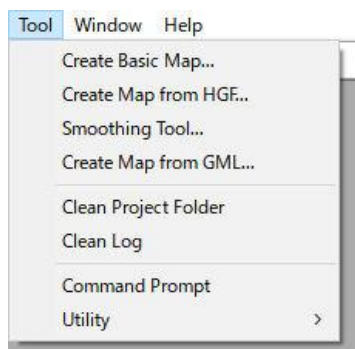 Tool Window Help
Create Basic Map...
Create Map from HGF...
Smoothing Tool...
Create Map from GML...
Clean Project Folder
Clean Log
Command Prompt
Utility >